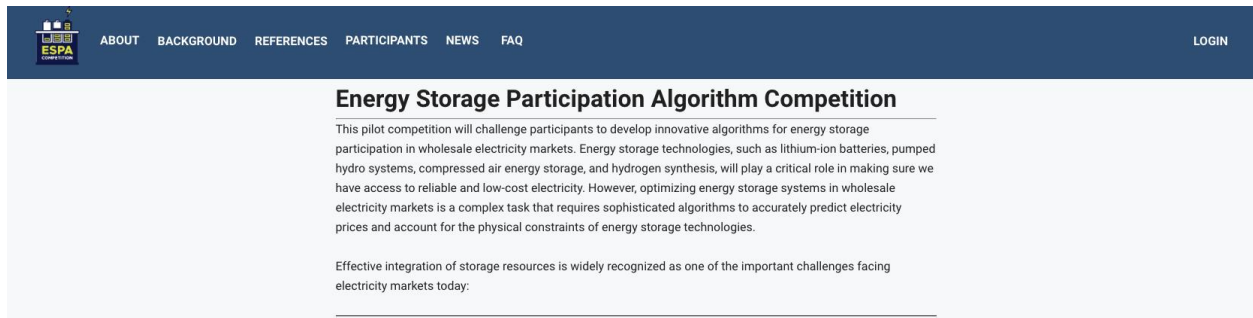 ESPA
COMPETITION
ABOUT BACKGROUND REFERENCES PARTICIPANTS NEWS FAQ LOGIN
Energy Storage Participation Algorithm Competition
This pilot competition will challenge participants to develop innovative algorithms for energy storage
participation in wholesale electricity markets. Energy storage technologies, such as lithium-ion batteries, pumped
hydro systems, compressed air energy storage, and hydrogen synthesis, will play a critical role in making sure we
have access to reliable and low-cost electricity. However, optimizing energy storage systems in wholesale
electricity markets is a complex task that requires sophisticated algorithms to accurately predict electricity
prices and account for the physical constraints of energy storage technologies.
Effective integration of storage resources is widely recognized as one of the important challenges facing
electricity markets today: